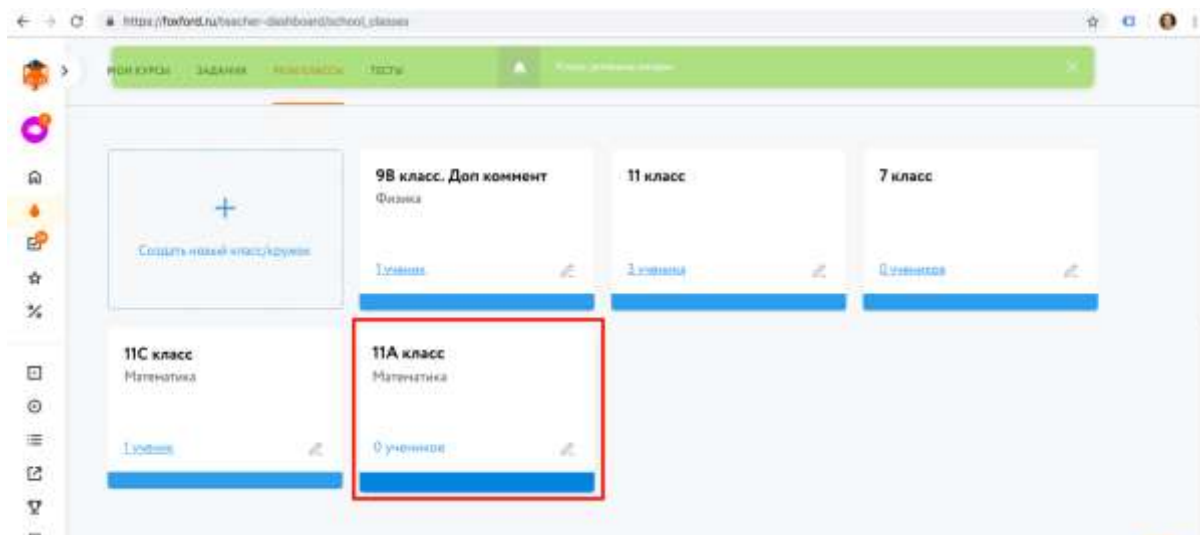 https://foxford.ru/teacher-dashboard/school_classes
МОИ КУРСЫ ЗАДАНИЯ МОИ КЛАССЫ ТЕСТЫ
9В класс. Доп коммент
Физика
1 ученик
11 класс
3 ученика
7 класс
0 учеников
Создать новый класс/кружок
11С класс
Математика
1 ученик
11А класс
Математика
0 учеников